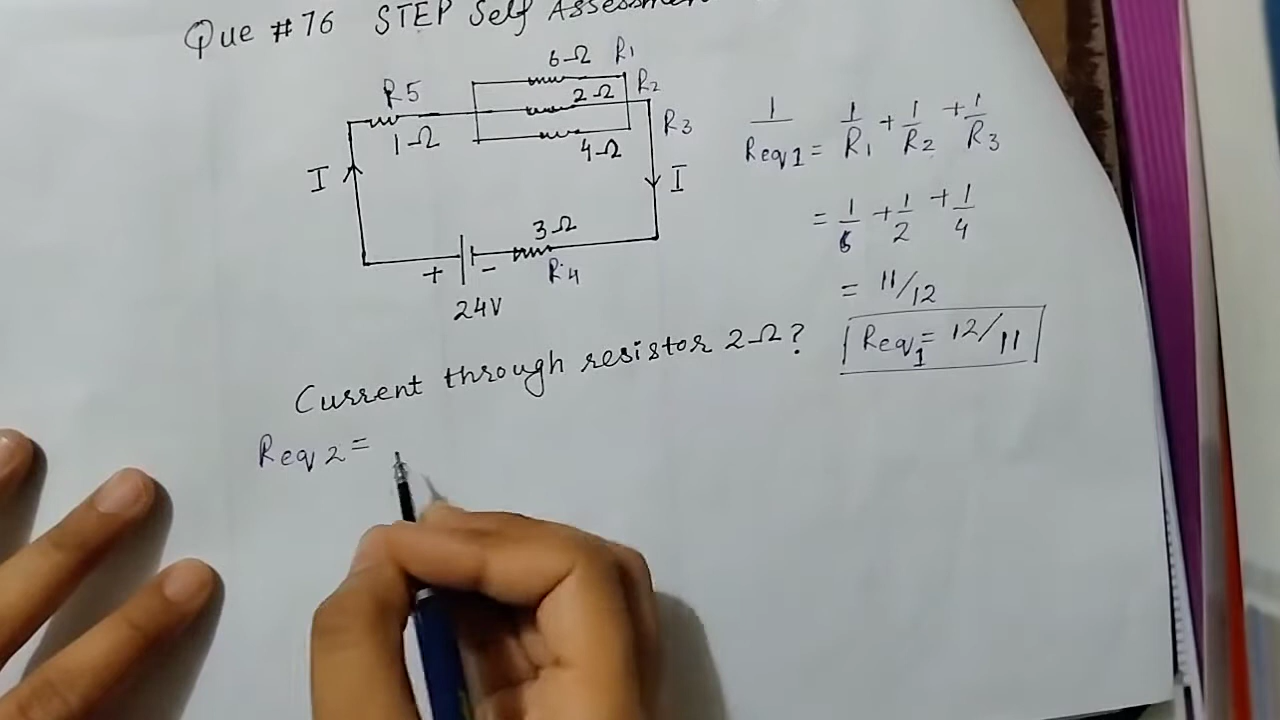 Que #76 STEP Self Assessment
6Ω R1
R5 2Ω R2
1Ω 4Ω R3
I I
3Ω
+ - R4
24V
1/Req1 = 1/R1 + 1/R2 + 1/R3
= 1/6 + 1/2 + 1/4
= 11/12
Req1 = 12/11
Current through resistor 2Ω?
Req2 =